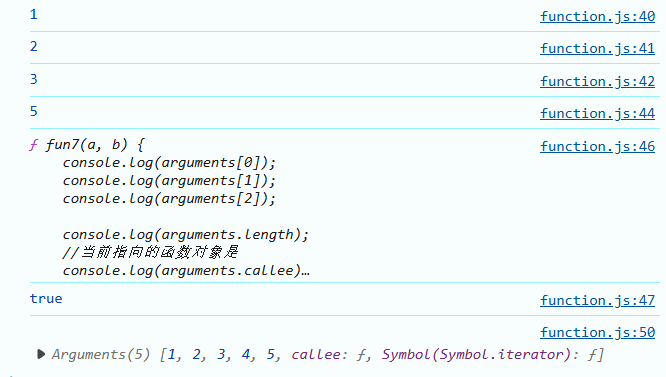 1 function.js:40
2 function.js:41
3 function.js:42
5 function.js:44
ƒ fun7(a, b) { function.js:46
    console.log(arguments[0]);
    console.log(arguments[1]);
    console.log(arguments[2]);
    console.log(arguments.length);
    //当前指向的函数对象是
    console.log(arguments.callee)…
true function.js:47
function.js:50
▶ Arguments(5) [1, 2, 3, 4, 5, callee: ƒ, Symbol(Symbol.iterator): ƒ]